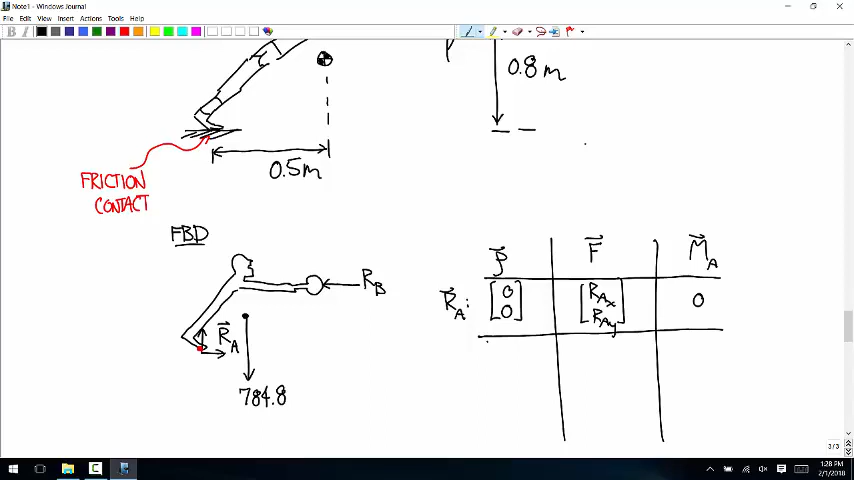 Note1 - Windows Journal
File Edit View Insert Actions Tools Help
B
0.8 m
0.5m
FRICTION
CONTACT
FBD
R_B
R_A
784.8
ρ F M_A
R_A: [0 0] [R_Ax R_Ay] 0
3/3
1:28 PM
2/1/2018